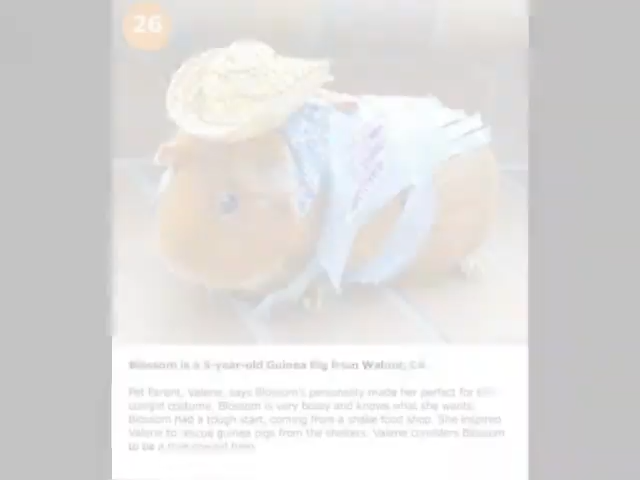 26
Blossom is a 5-year-old Guinea Pig from Walnut, CA
Pet Parent, Valerie, says Blossom's personality made her perfect for
costume. Blossom is very bossy and knows what she wants.
Blossom had a tough start, coming from a snake food shop. She inspired
Valerie to rescue guinea pigs from the shelters. Valerie considers Blossom
to be a